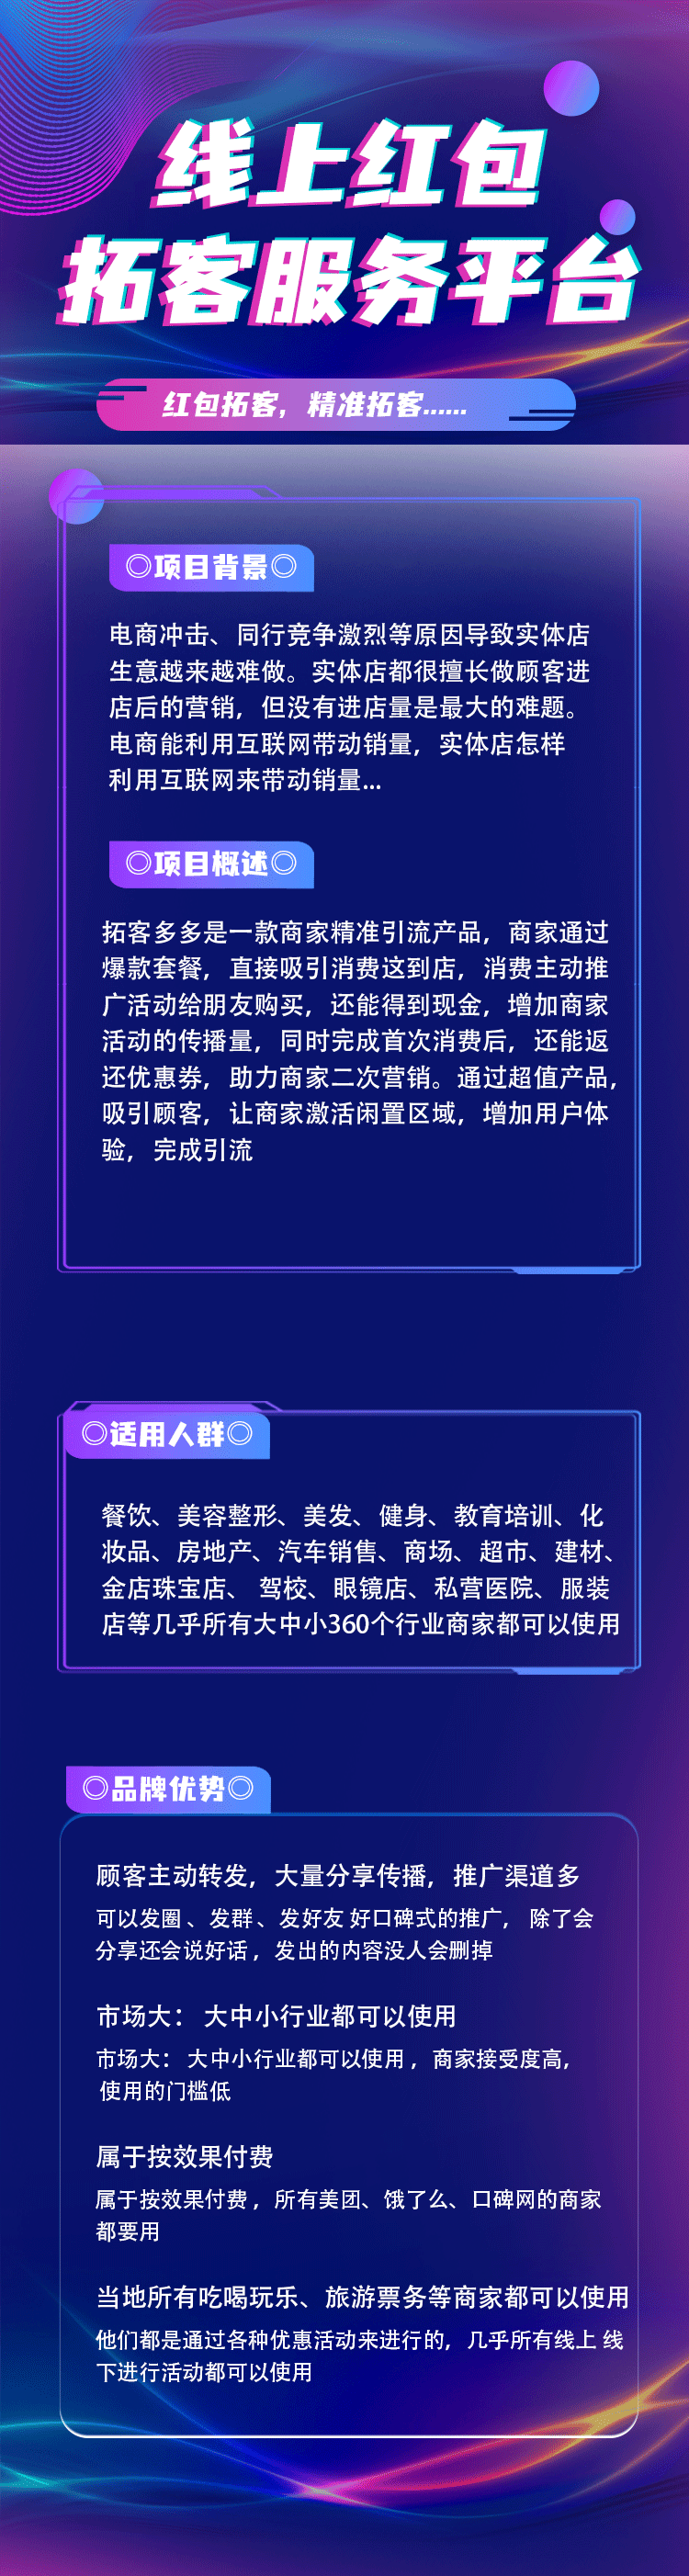 线上红包
拓客服务平台
红包拓客，精准拓客......
◎项目背景◎
电商冲击、同行竞争激烈等原因导致实体店
生意越来越难做。实体店都很擅长做顾客进
店后的营销，但没有进店量是最大的难题。
电商能利用互联网带动销量，实体店怎样
利用互联网来带动销量...
◎项目概述◎
拓客多多是一款商家精准引流产品，商家通过
爆款套餐，直接吸引消费这到店，消费主动推
广活动给朋友购买，还能得到现金，增加商家
活动的传播量，同时完成首次消费后，还能返
还优惠券，助力商家二次营销。通过超值产品，
吸引顾客，让商家激活闲置区域，增加用户体
验，完成引流
◎适用人群◎
餐饮、美容整形、美发、健身、教育培训、化
妆品、房地产、汽车销售、商场、超市、建材、
金店珠宝店、 驾校、眼镜店、私营医院、服装
店等几乎所有大中小360个行业商家都可以使用
◎品牌优势◎
顾客主动转发，大量分享传播，推广渠道多
可以发圈 、发群 、发好友 好口碑式的推广， 除了会
分享还会说好话 ，发出的内容没人会删掉
市场大： 大中小行业都可以使用
市场大： 大中小行业都可以使用 ，商家接受度高，
使用的门槛低
属于按效果付费
属于按效果付费 ，所有美团、饿了么、口碑网的商家
都要用
当地所有吃喝玩乐、旅游票务等商家都可以使用
他们都是通过各种优惠活动来进行的，几乎所有线上 线
下进行活动都可以使用